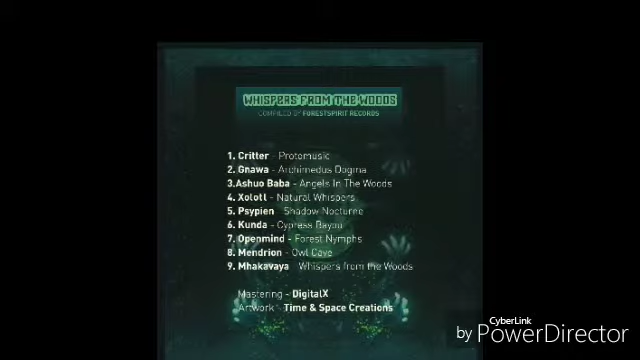 WHISPERS FROM THE WOODS
COMPILED BY FORESTSPIRIT RECORDS
1. Critter - Protomusic
2. Gnawa - Archimedus Dogma
3.Ashuo Baba - Angels In The Woods
4. Xolotl - Natural Whispers
5. Psypien Shadow Nocturne
6. Kunda - Cypress Bayou
7. Openmind - Forest Nymphs
8. Mendrion - Owl Cave
9. Mhakavaya Whispers from the Woods
Mastering - DigitalX
Artwork - Time & Space Creations
CyberLink
by PowerDirector